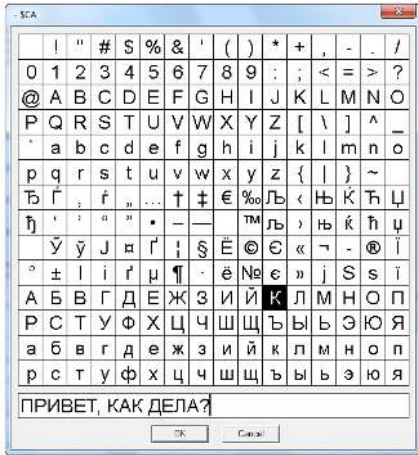 - $CA
! " # $ % & ' ( ) * + , - . /
0 1 2 3 4 5 6 7 8 9 : ; < = > ?
@ A B C D E F G H I J K L M N O
P Q R S T U V W X Y Z [ \ ] ^ _
` a b c d e f g h i j k l m n o
p q r s t u v w x y z { | } ~
Ђ Ѓ ‚ ѓ „ … † ‡ € ‰ Љ ‹ Њ Ќ Ћ Џ
ђ ‘ ’ “ ” • – — ™ љ › њ ќ ћ џ
Ў ў Ј ¤ Ґ ¦ § Ё © Є « ¬ - ® Ї
° ± І і ґ µ ¶ · ё № є » ј Ѕ ѕ ї
А Б В Г Д Е Ж З И Й К Л М Н О П
Р С Т У Ф Х Ц Ч Ш Щ Ъ Ы Ь Э Ю Я
а б в г д е ж з и й к л м н о п
р с т у ф х ц ч ш щ ъ ы ь э ю я
ПРИВЕТ, КАК ДЕЛА?
OK Cancel